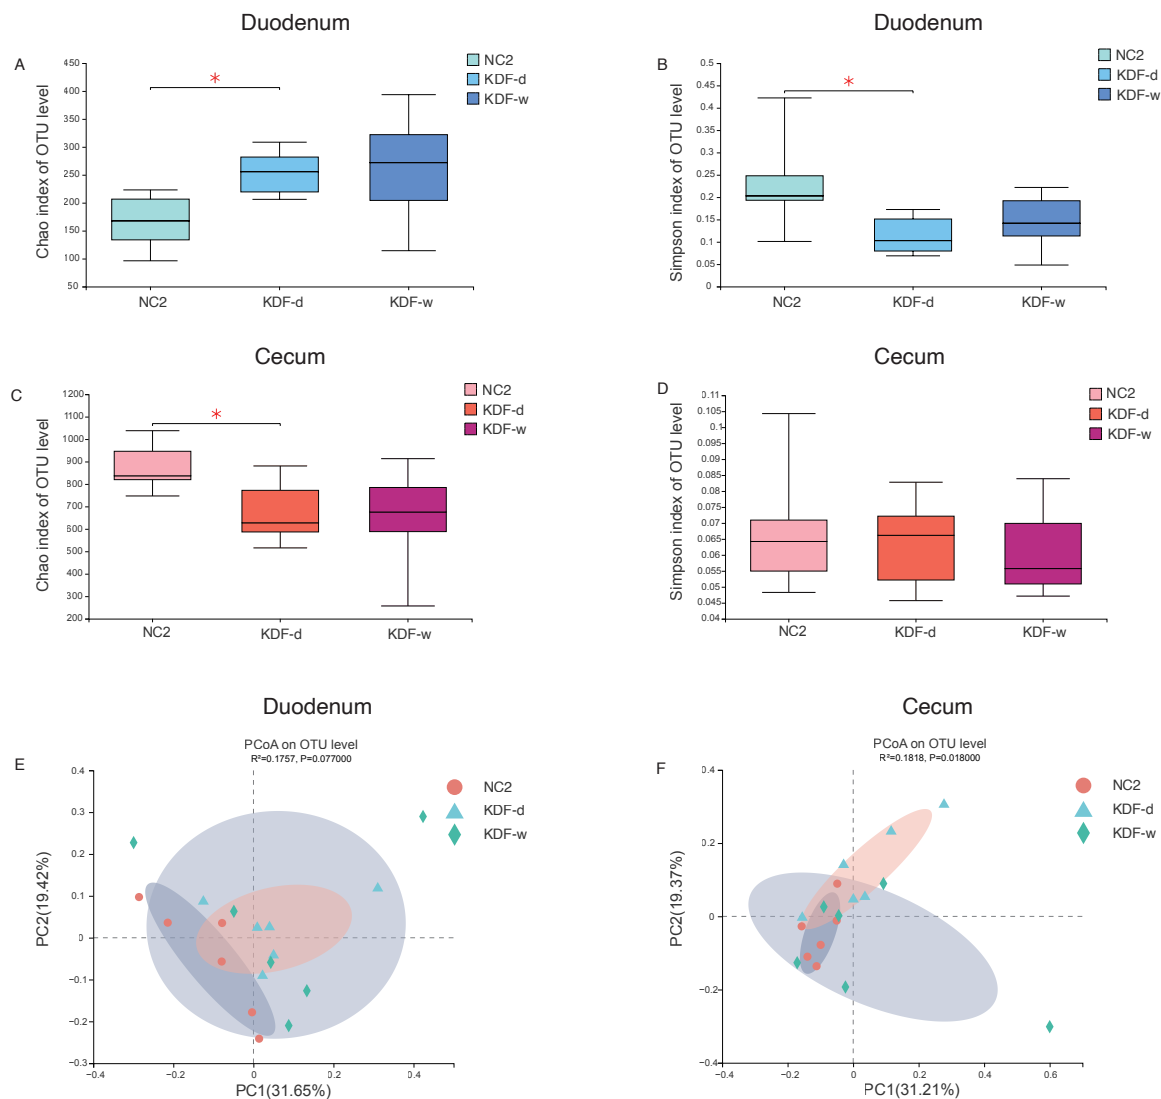 Duodenum
A
Chao index of OTU level
450
400
350
300
250
200
150
100
50
NC2
KDF-d
KDF-w
*
NC2
KDF-d
KDF-w
Duodenum
B
Simpson index of OTU level
0.5
0.45
0.4
0.35
0.3
0.25
0.2
0.15
0.1
0.05
0
NC2
KDF-d
KDF-w
*
NC2
KDF-d
KDF-w
Cecum
C
Chao index of OTU level
1200
1100
1000
900
800
700
600
500
400
300
200
NC2
KDF-d
KDF-w
*
NC2
KDF-d
KDF-w
Cecum
D
Simpson index of OTU level
0.11
0.105
0.1
0.095
0.09
0.085
0.08
0.075
0.07
0.065
0.06
0.055
0.05
0.045
0.04
NC2
KDF-d
KDF-w
NC2
KDF-d
KDF-w
Duodenum
E
PCoA on OTU level
R²=0.1757, P=0.077000
PC2(19.42%)
0.4
0.3
0.2
0.1
0
−0.1
−0.2
−0.3
−0.4
−0.2
0
0.2
0.4
PC1(31.65%)
NC2
KDF-d
KDF-w
Cecum
F
PCoA on OTU level
R²=0.1818, P=0.018000
PC2(19.37%)
0.4
0.2
0
−0.2
−0.4
−0.4
−0.2
0
0.2
0.4
0.6
PC1(31.21%)
NC2
KDF-d
KDF-w